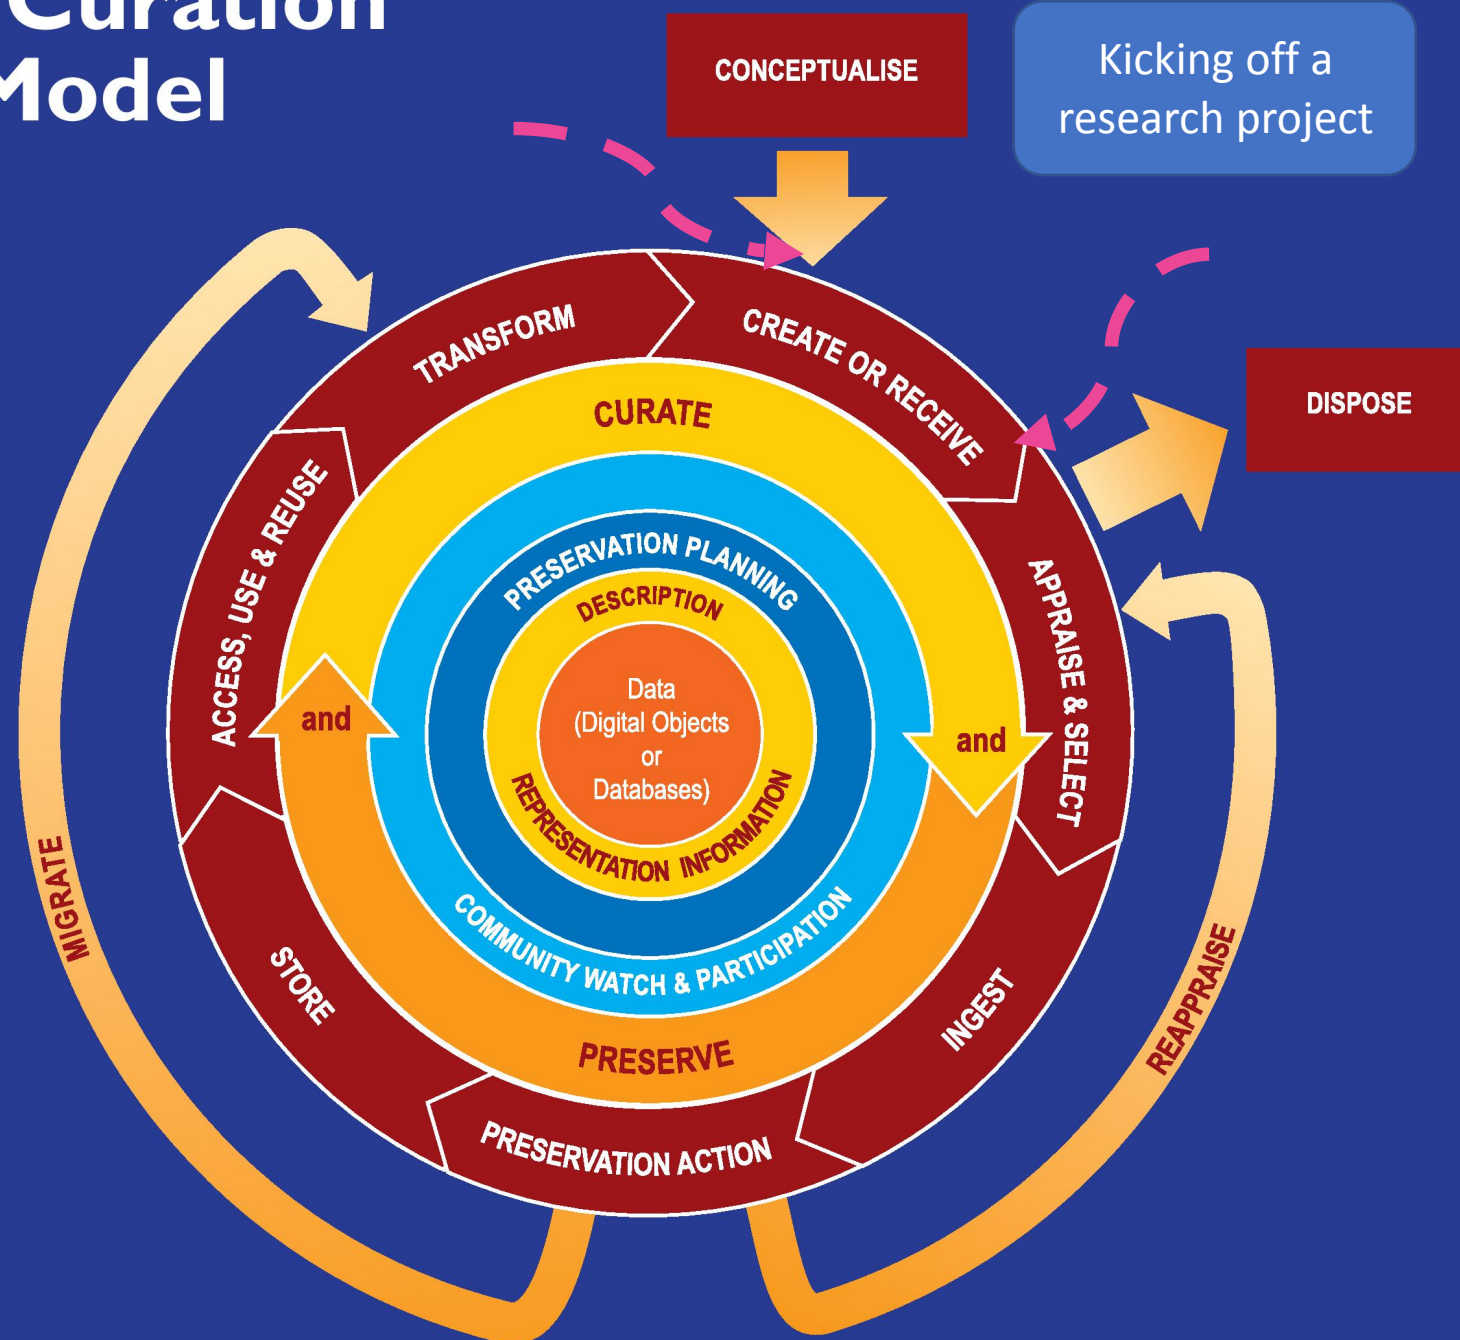 Curation
Model
CONCEPTUALISE
Kicking off a
research project
DISPOSE
TRANSFORM
CREATE OR RECEIVE
APPRAISE & SELECT
INGEST
PRESERVATION ACTION
STORE
ACCESS, USE & REUSE
CURATE
and
PRESERVE
and
COMMUNITY WATCH & PARTICIPATION
PRESERVATION PLANNING
DESCRIPTION
REPRESENTATION INFORMATION
Data
(Digital Objects
or
Databases)
MIGRATE
REAPPRAISE